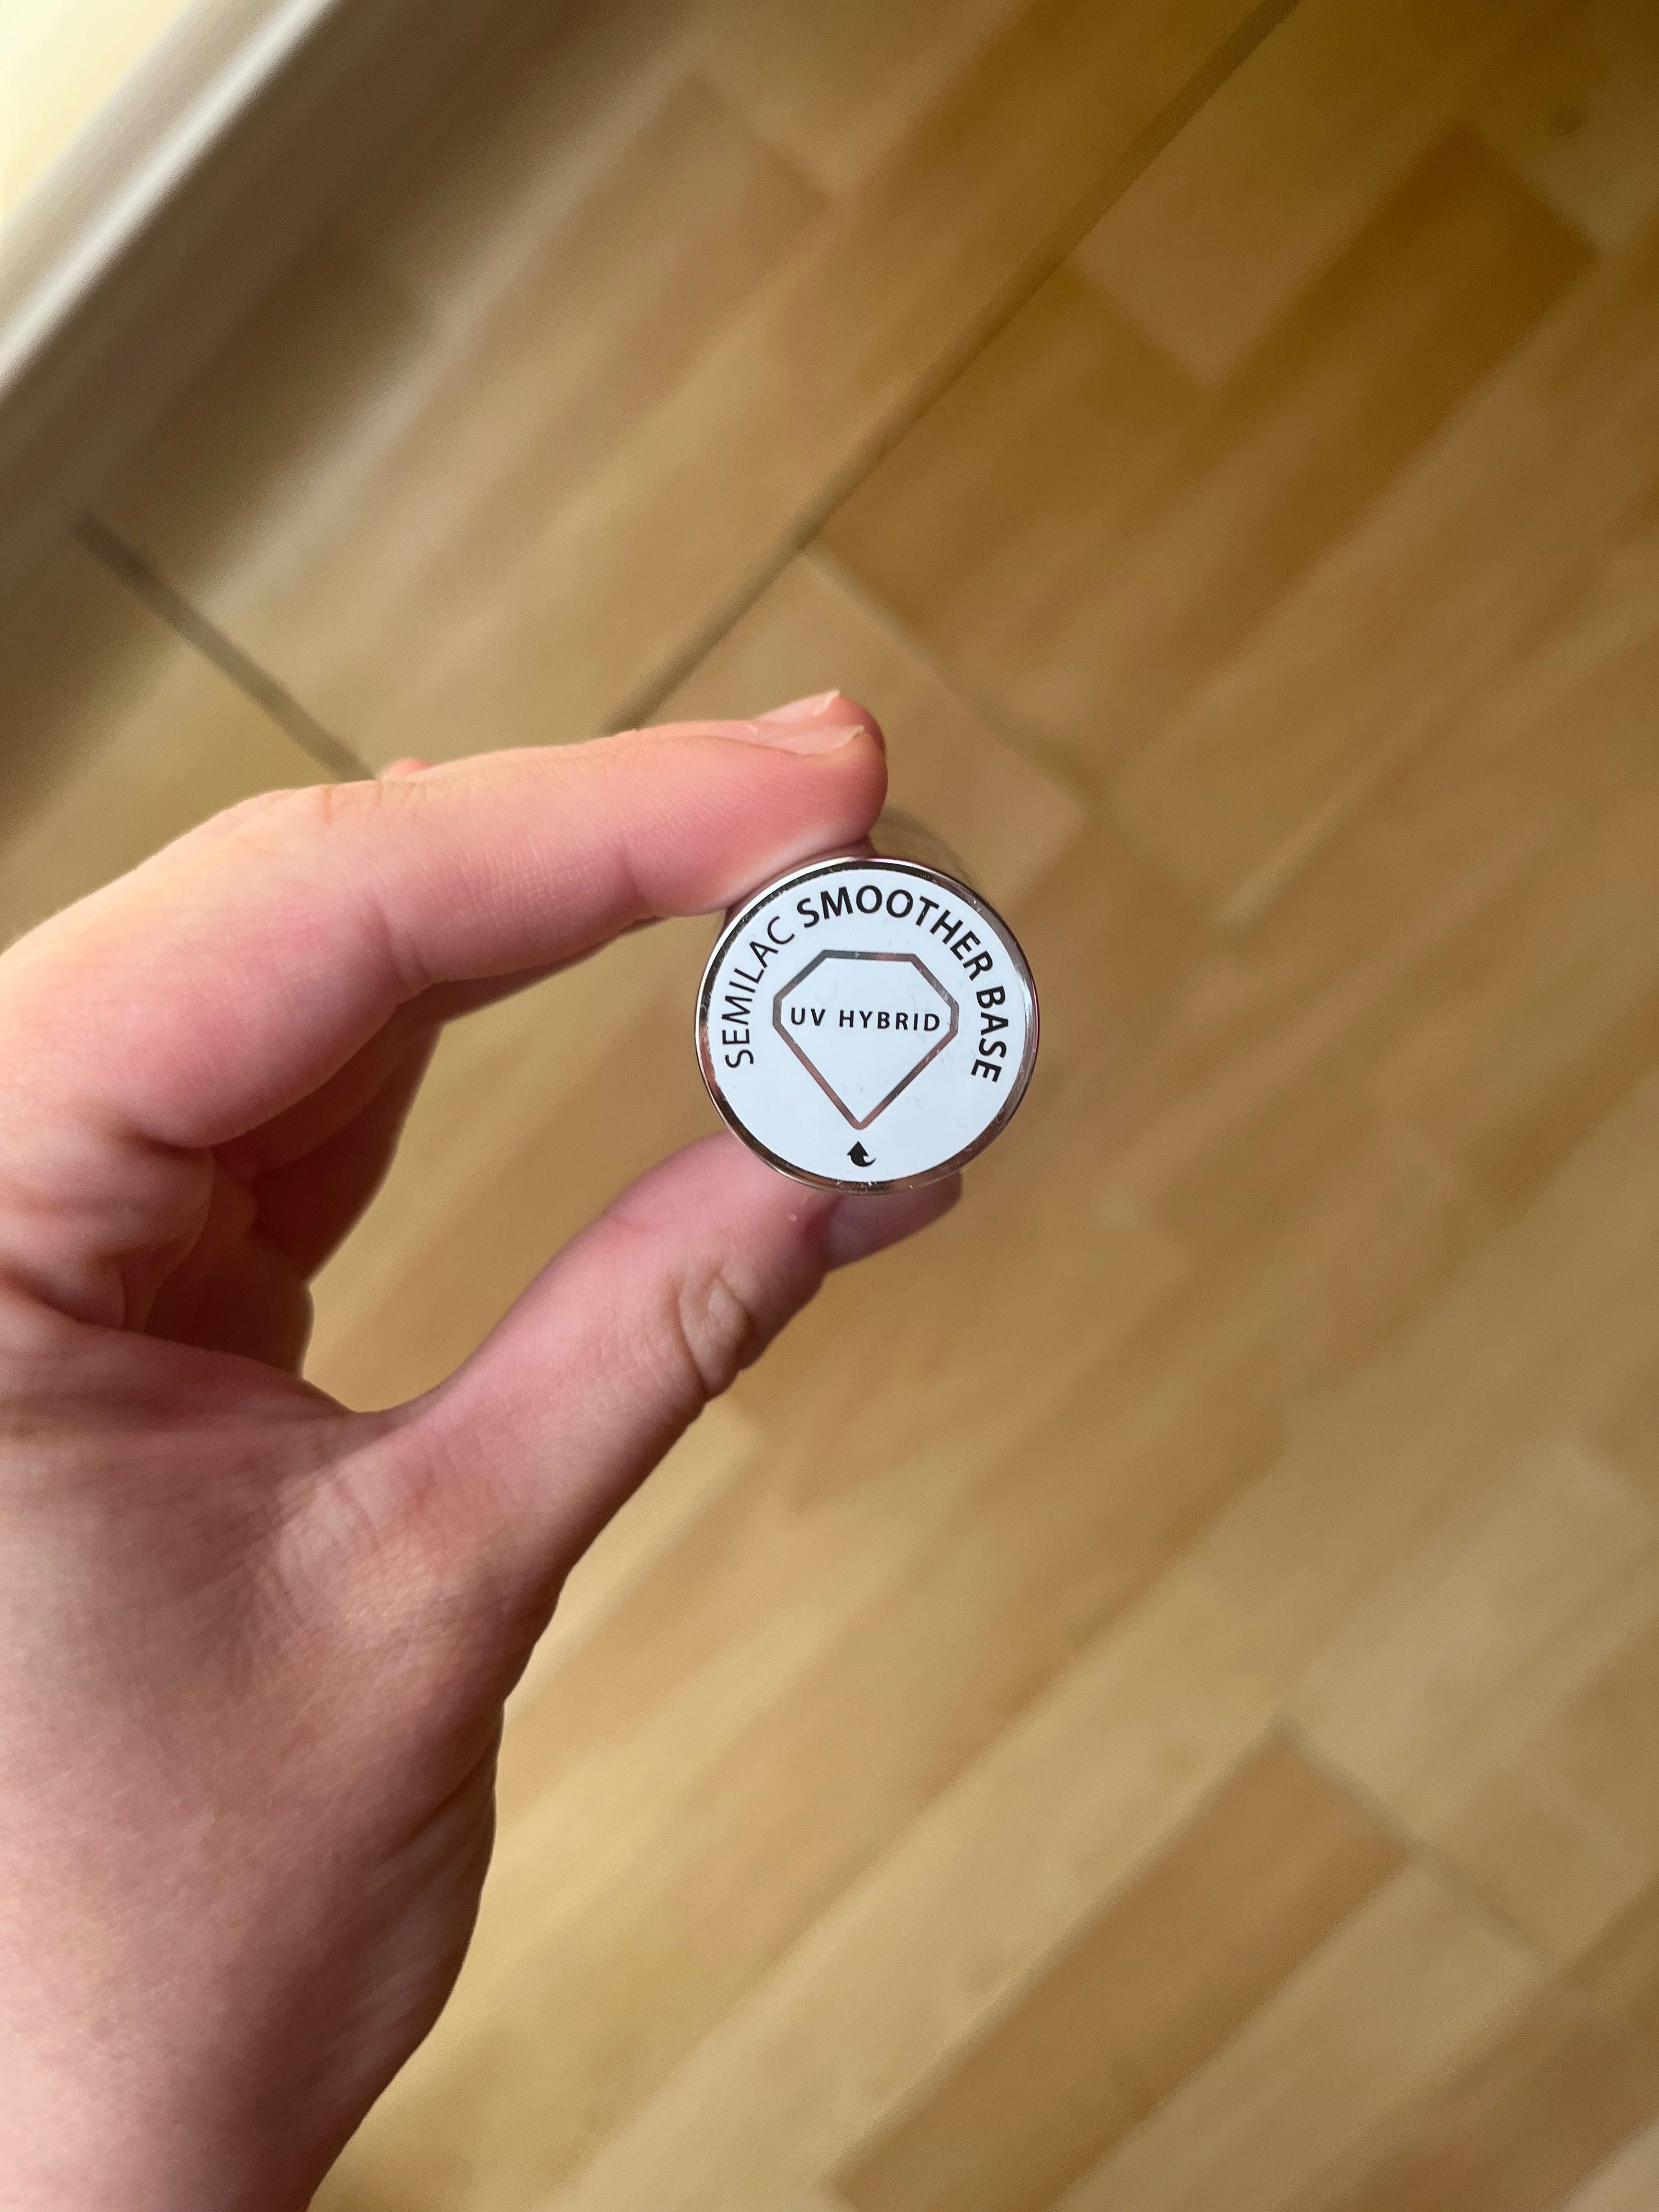 SEMILAC SMOOTHER BASE
UV HYBRID